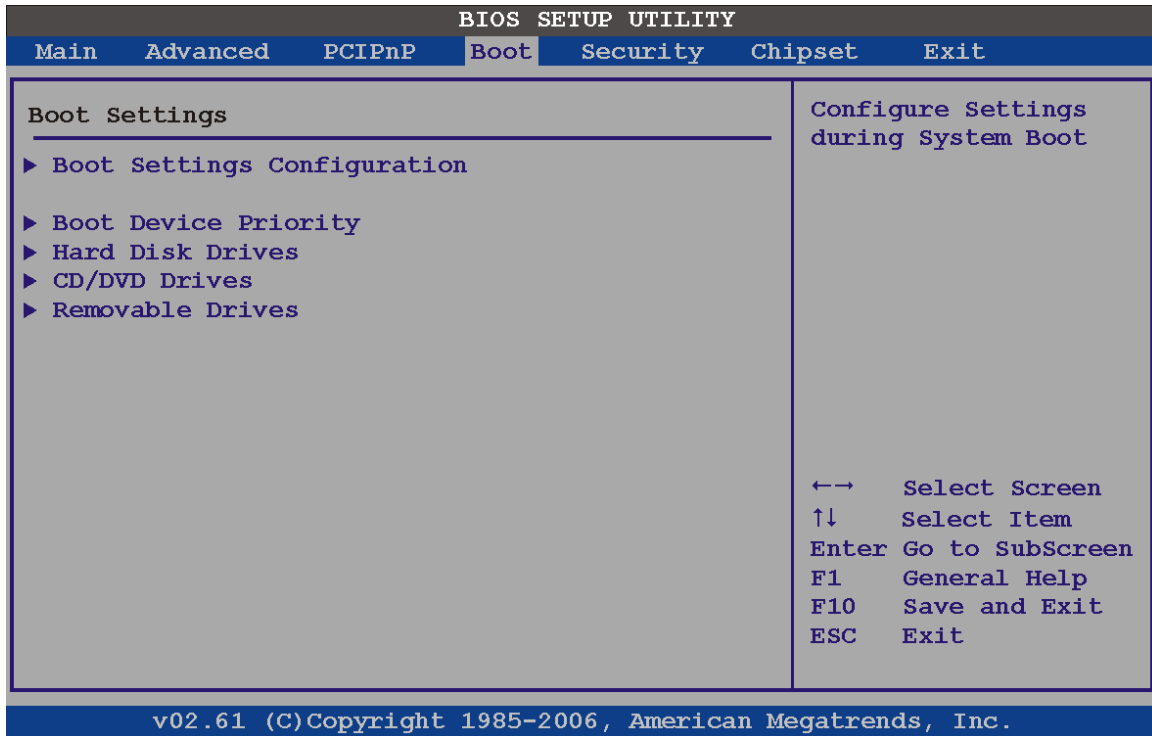 BIOS SETUP UTILITY
Main Advanced PCIPnP Boot Security Chipset Exit
Boot Settings
▶ Boot Settings Configuration
▶ Boot Device Priority
▶ Hard Disk Drives
▶ CD/DVD Drives
▶ Removable Drives
Configure Settings
during System Boot
←→ Select Screen
↑↓ Select Item
Enter Go to SubScreen
F1 General Help
F10 Save and Exit
ESC Exit
v02.61 (C)Copyright 1985-2006, American Megatrends, Inc.